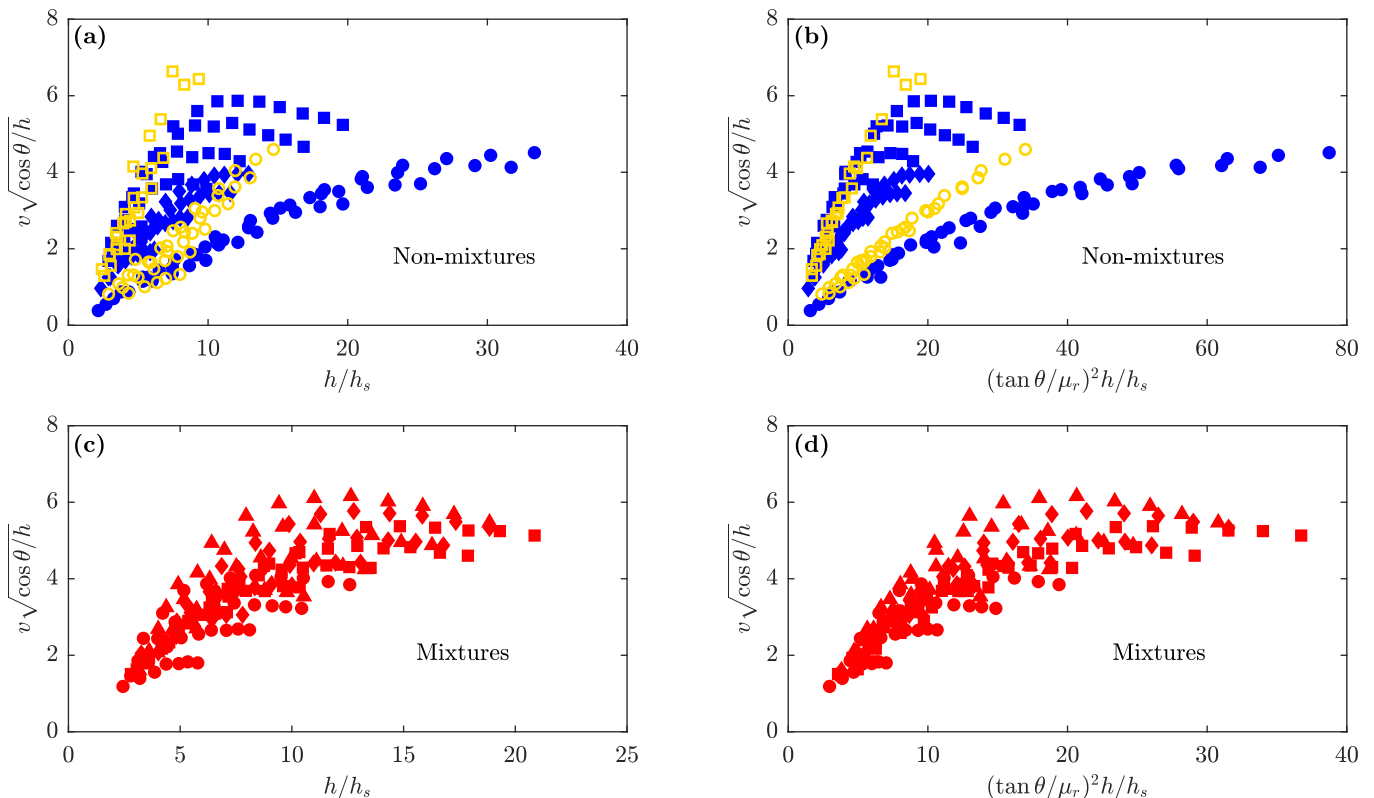 (a)
8
6
4
2
0
v√cos θ/h
Non-mixtures
0 10 20 30 40
h/h_s
(b)
8
6
4
2
0
v√cos θ/h
Non-mixtures
0 20 40 60 80
(tan θ/μ_r)²h/h_s
(c)
8
6
4
2
0
v√cos θ/h
Mixtures
0 5 10 15 20 25
h/h_s
(d)
8
6
4
2
0
v√cos θ/h
Mixtures
0 10 20 30 40
(tan θ/μ_r)²h/h_s